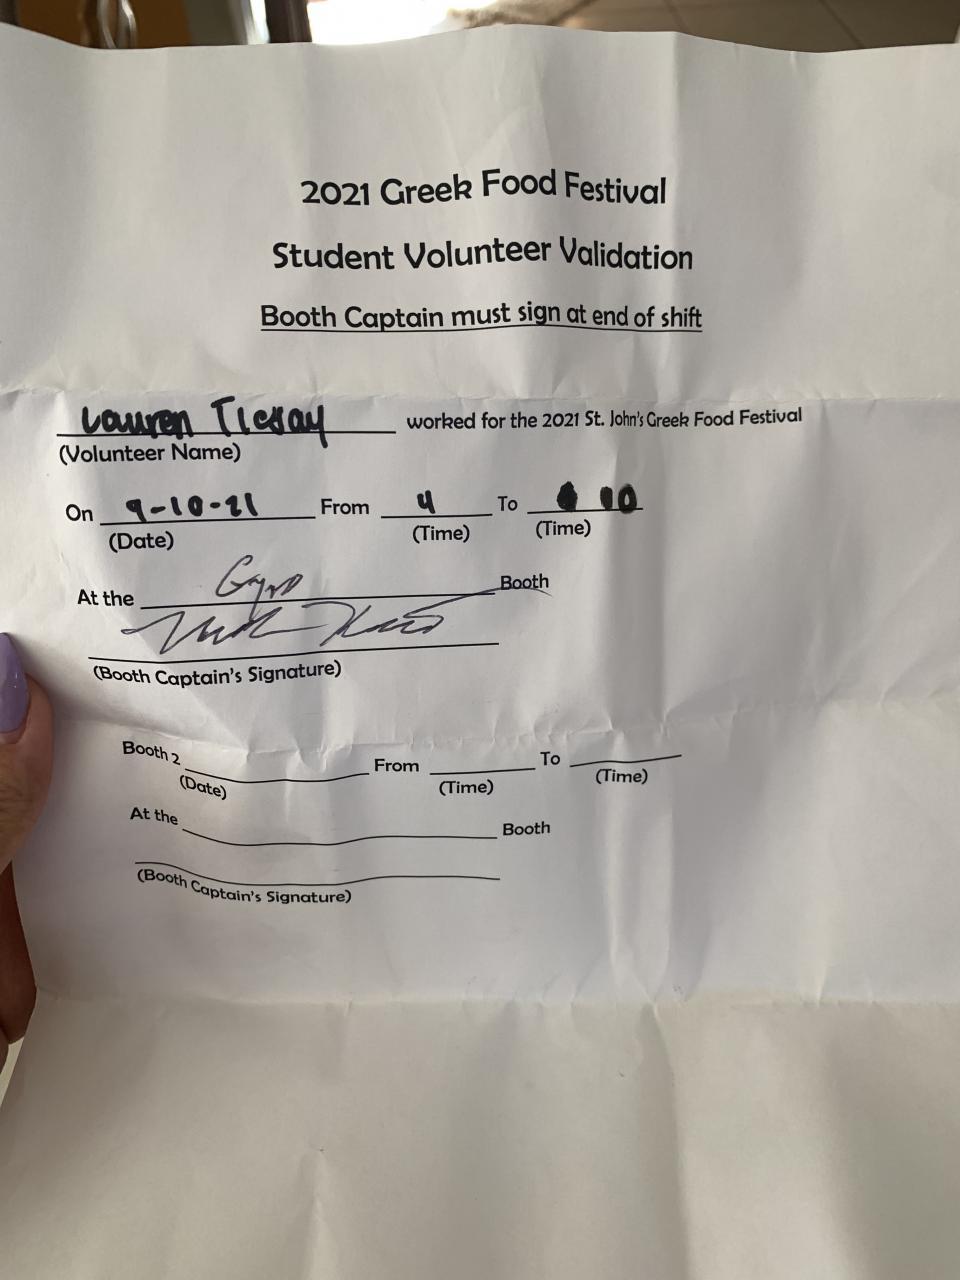 2021 Greek Food Festival
Student Volunteer Validation
Booth Captain must sign at end of shift
Lauren worked for the 2021 St. John's Greek Food Festival
(Volunteer Name)
On 9-10-21 From 4 To 10
(Date) (Time) (Time)
At the Gyro Booth
(Booth Captain's Signature)
Booth 2 From To
(Date) (Time) (Time)
At the Booth
(Booth Captain's Signature)